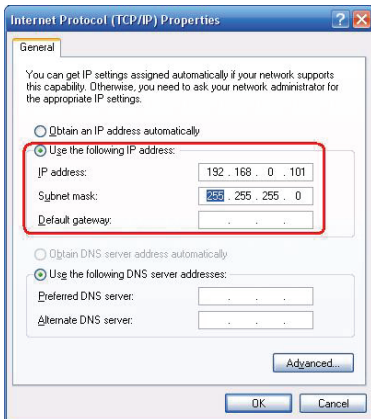 Internet Protocol (TCP/IP) Properties
General
You can get IP settings assigned automatically if your network supports
this capability. Otherwise, you need to ask your network administrator for
the appropriate IP settings.
Obtain an IP address automatically
Use the following IP address:
IP address: 192 . 168 . 0 . 101
Subnet mask: 255 . 255 . 255 . 0
Default gateway: . . .
Obtain DNS server address automatically
Use the following DNS server addresses:
Preferred DNS server: . . .
Alternate DNS server: . . .
Advanced...
OK Cancel